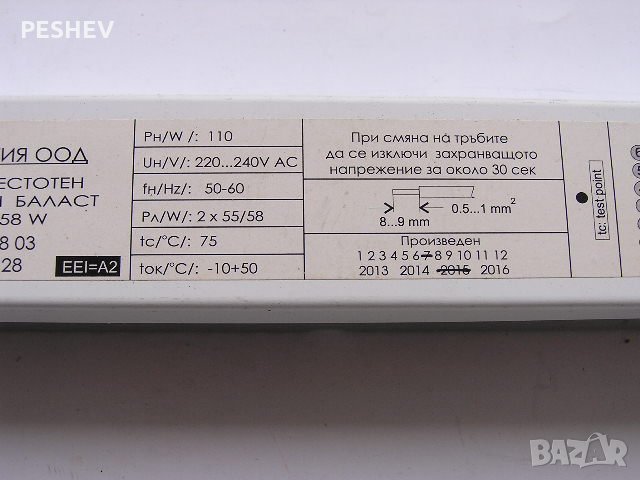 PESHEV
ИЯ ООД
ЕСТОТЕН
Н БАЛАСТ
58 W
8 03
28
EEI=A2
Pн/W /: 110
Uн/V/: 220...240V AC
fн/Hz/: 50-60
Pл/W/: 2 x 55/58
tc/°C/: 75
tок/°C/: -10+50
При смяна на тръбите
да се изключи захранващото
напрежение за около 30 сек
8...9 mm
0.5...1 mm²
Произведен
1 2 3 4 5 6 7 8 9 10 11 12
2013 2014 2015 2016
tc: test point
BAZAR